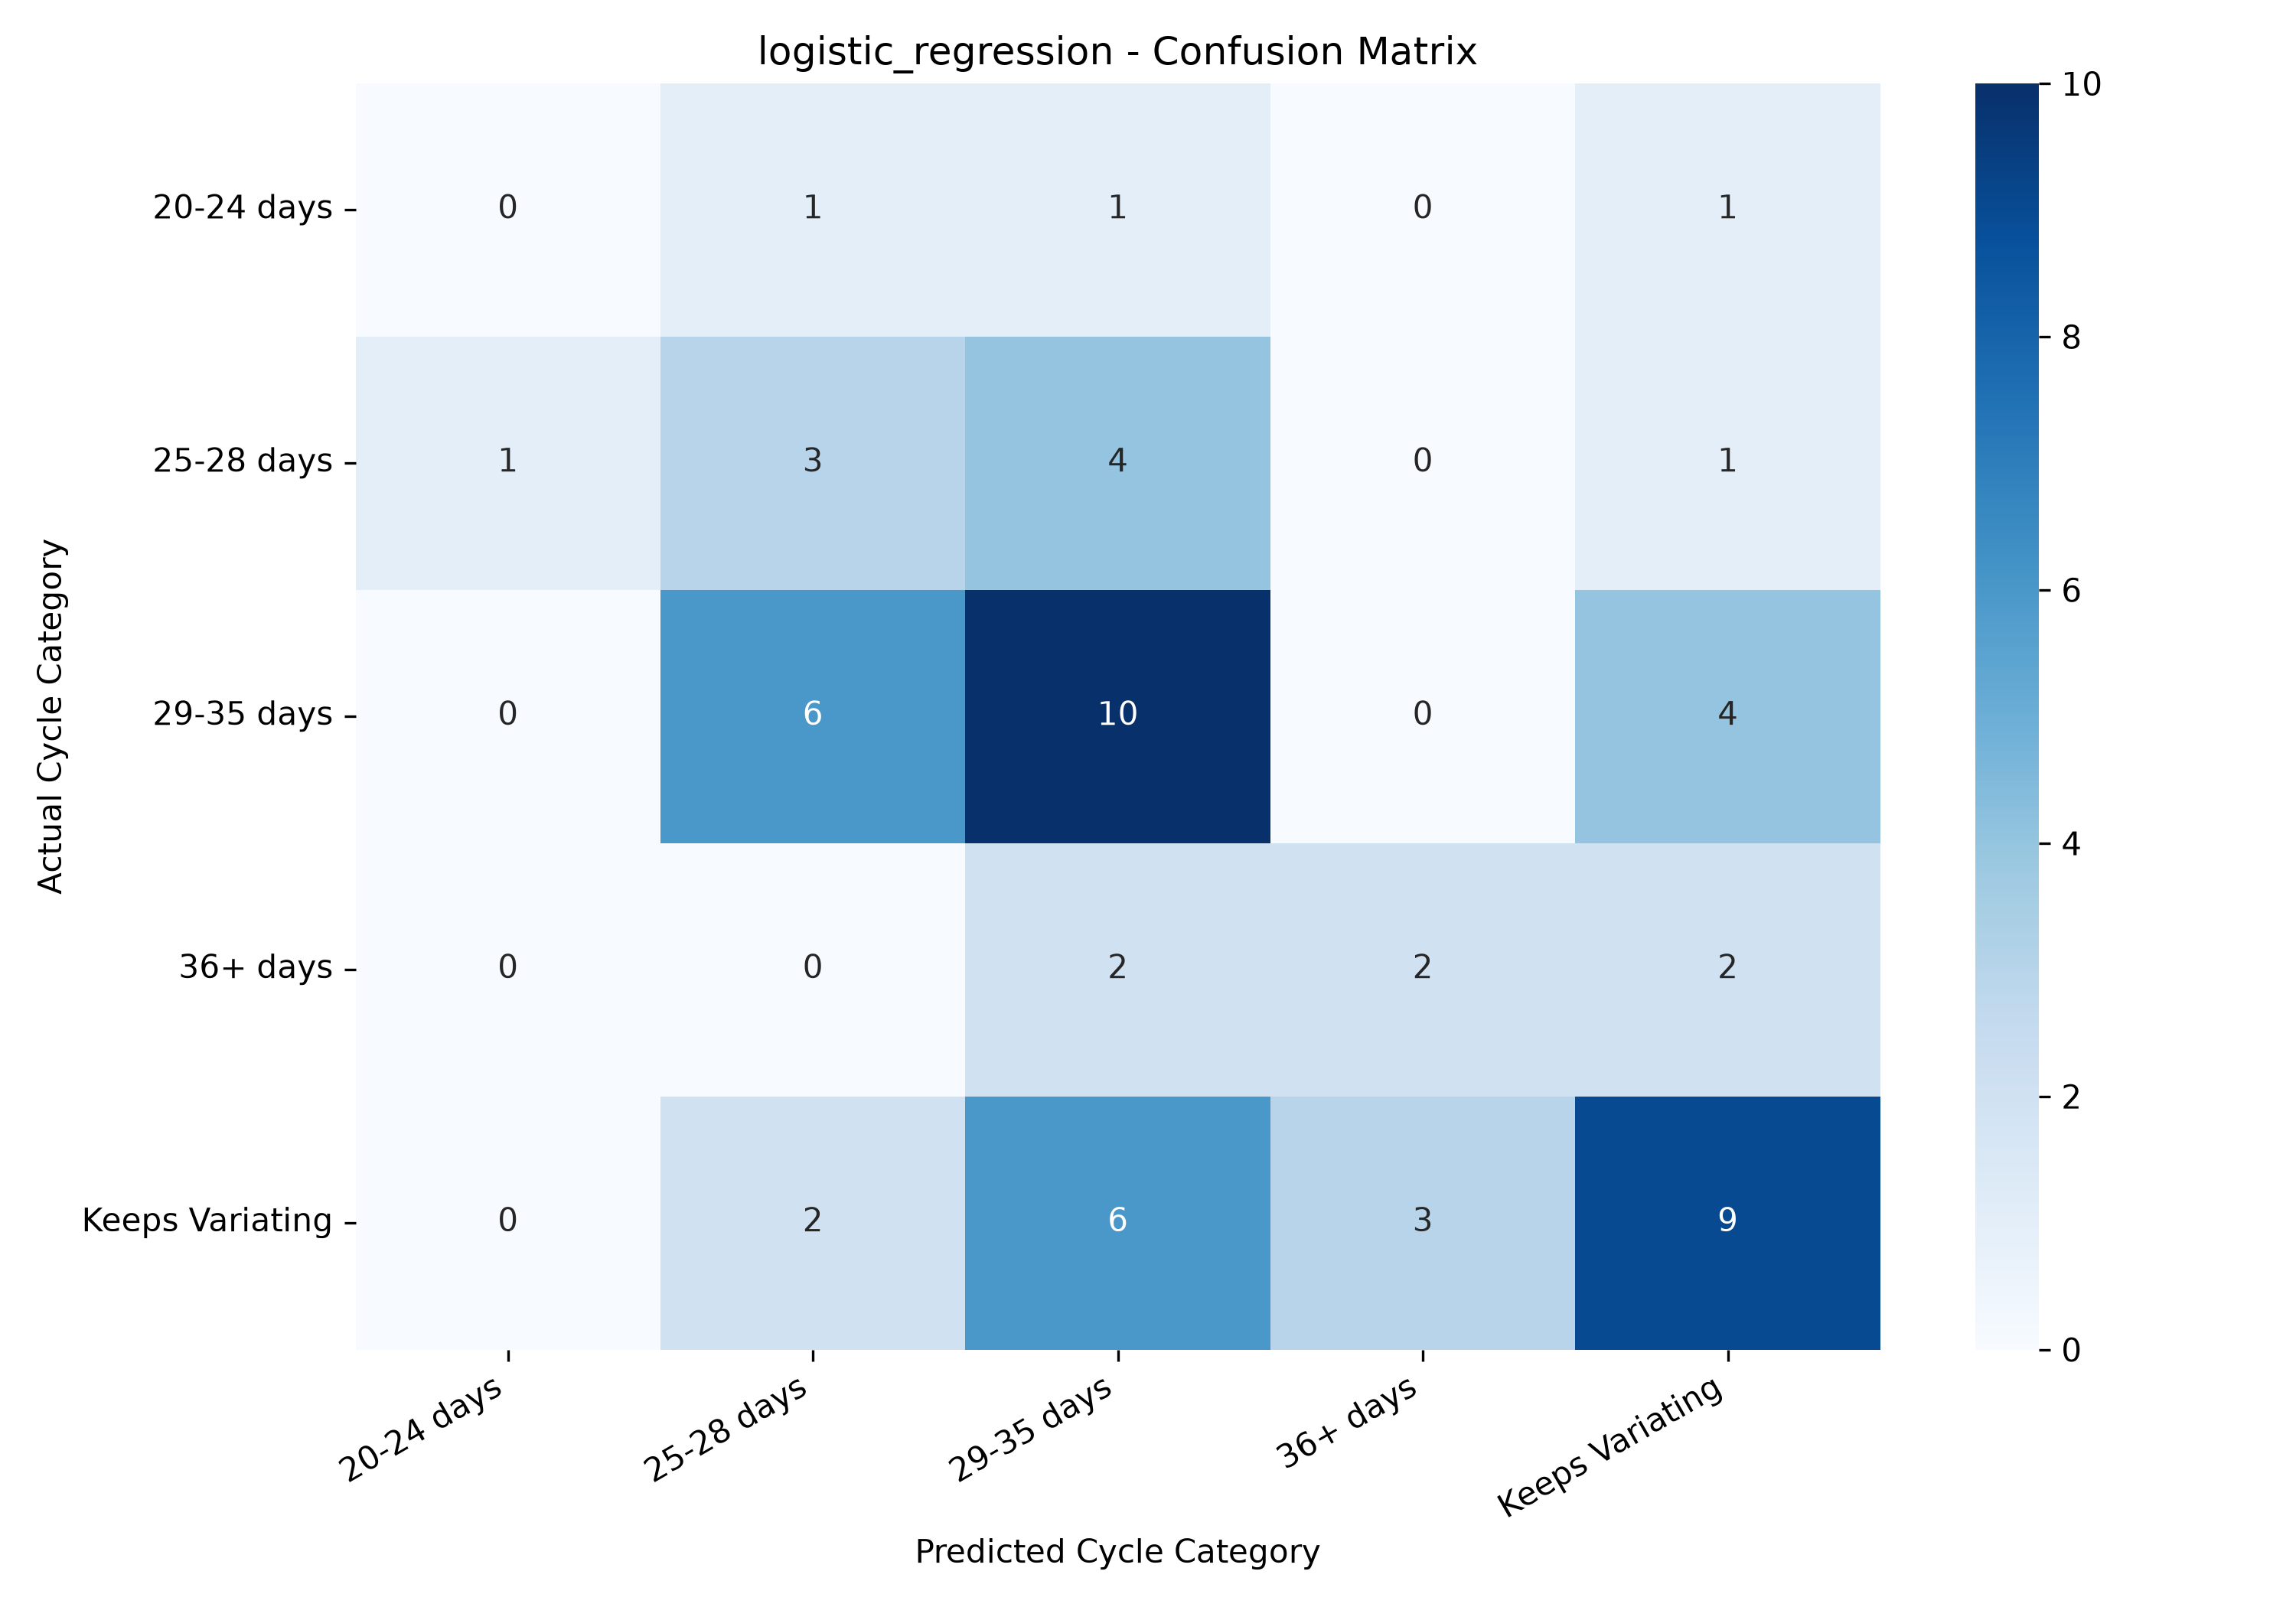 logistic_regression - Confusion Matrix
10
20-24 days 0 1 1 0 1
8
25-28 days 1 3 4 0 1
6
Actual Cycle Category
29-35 days 0 6 10 0 4
4
36+ days 0 0 2 2 2
2
Keeps Variating 0 2 6 3 9
0
20-24 days 25-28 days 29-35 days 36+ days Keeps Variating
Predicted Cycle Category